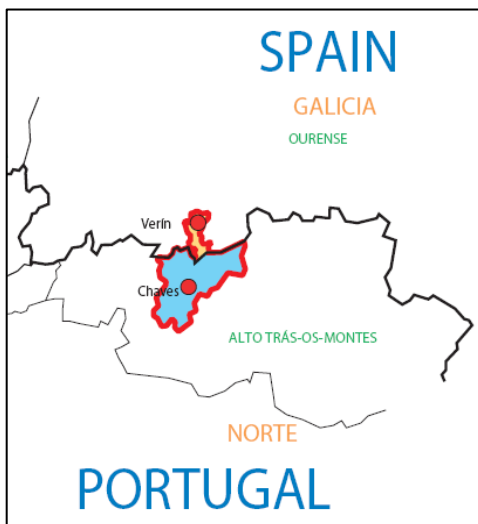 SPAIN
GALICIA
OURENSE
Verín
Chaves
ALTO TRÁS-OS-MONTES
NORTE
PORTUGAL